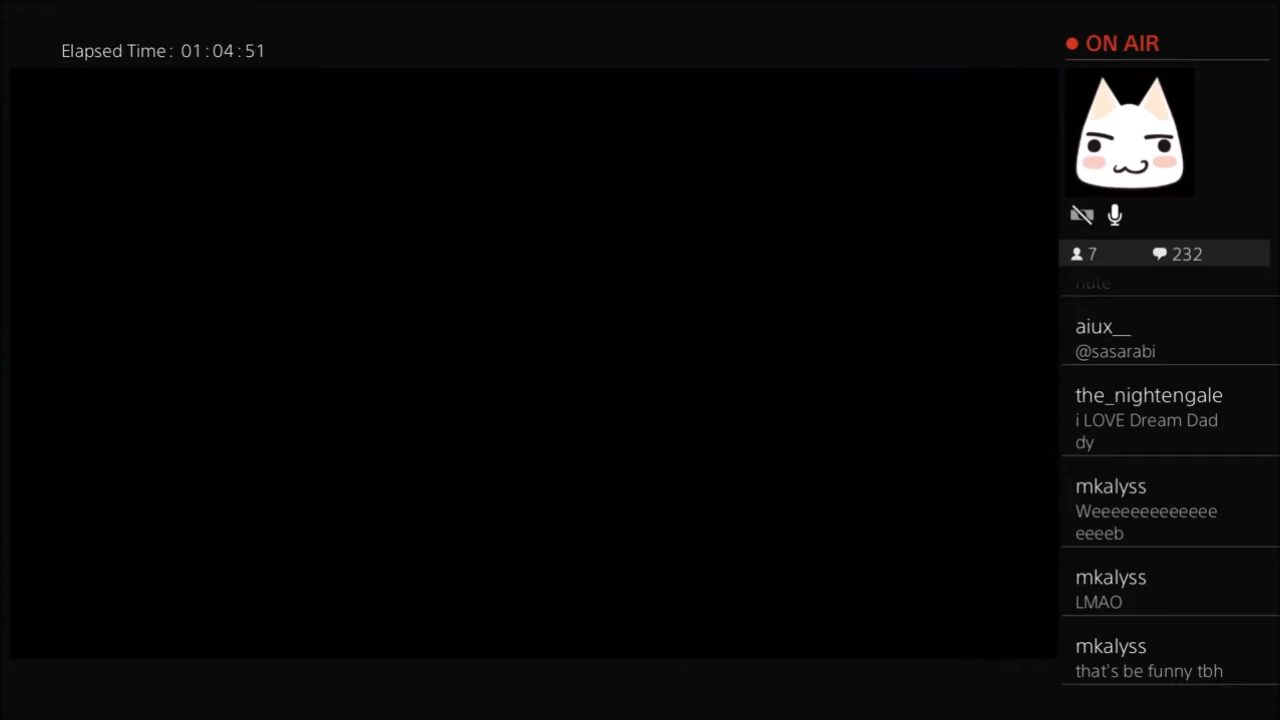 Elapsed Time: 01:04:51
ON AIR
7 232
aiux__
@sasarabi
the_nightengale
i LOVE Dream Dad
dy
mkalyss
Weeeeeeeeeeeee
eeeeb
mkalyss
LMAO
mkalyss
that's be funny tbh